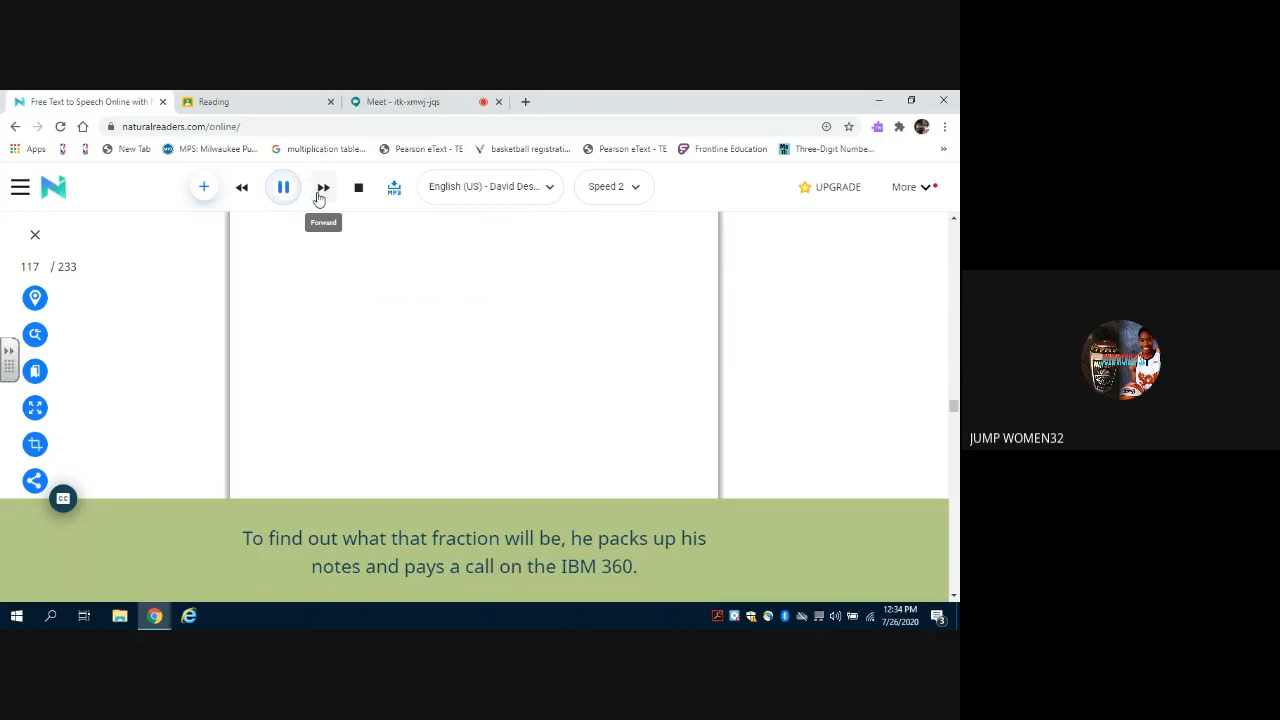 Free Text to Speech Online with
Reading
Meet - itk-xmwj-jqs
naturalreaders.com/online/
Apps
New Tab
MPS: Milwaukee Pu...
multiplication table...
Pearson eText - TE
basketball registrati...
Pearson eText - TE
Frontline Education
Three-Digit Numbe...
»
MP3
English (US) - David Des...
Speed 2
UPGRADE
More
Forward
117 / 233
CC
To find out what that fraction will be, he packs up his
notes and pays a call on the IBM 360.
12:34 PM
7/26/2020
3
JUMP WOMEN32